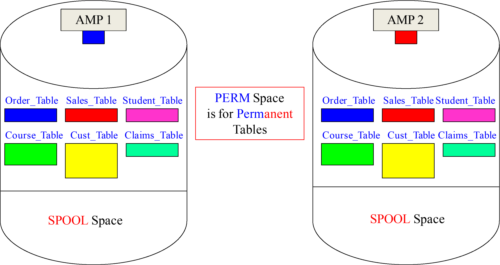 AMP 1
AMP 2
Order_Table Sales_Table Student_Table
Course_Table Cust_Table Claims_Table
SPOOL Space
PERM Space
is for Permanent
Tables
Order_Table Sales_Table Student_Table
Course_Table Cust_Table Claims_Table
SPOOL Space